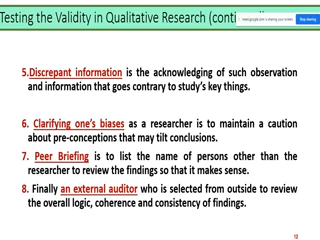 Testing the Validity in Qualitative Research (conti
meet.google.com is sharing your screen.
Stop sharing
5.Discrepant information is the acknowledging of such observation
and information that goes contrary to study's key things.
6. Clarifying one's biases as a researcher is to maintain a caution
about pre-conceptions that may tilt conclusions.
7. Peer Briefing is to list the name of persons other than the
researcher to review the findings so that it makes sense.
8. Finally an external auditor who is selected from outside to review
the overall logic, coherence and consistency of findings.
12